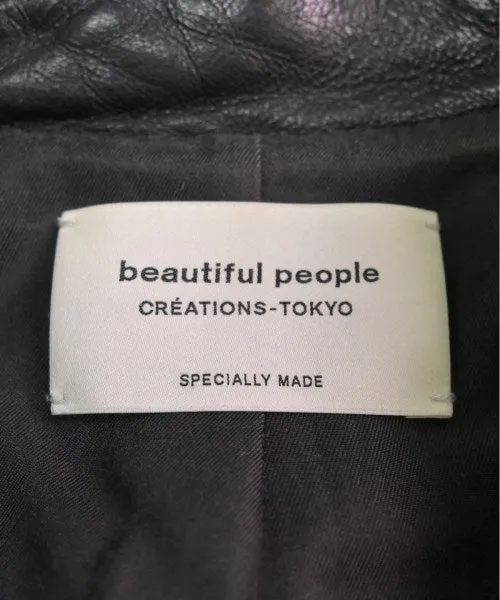 beautiful people
CRÉATIONS-TOKYO
SPECIALLY MADE